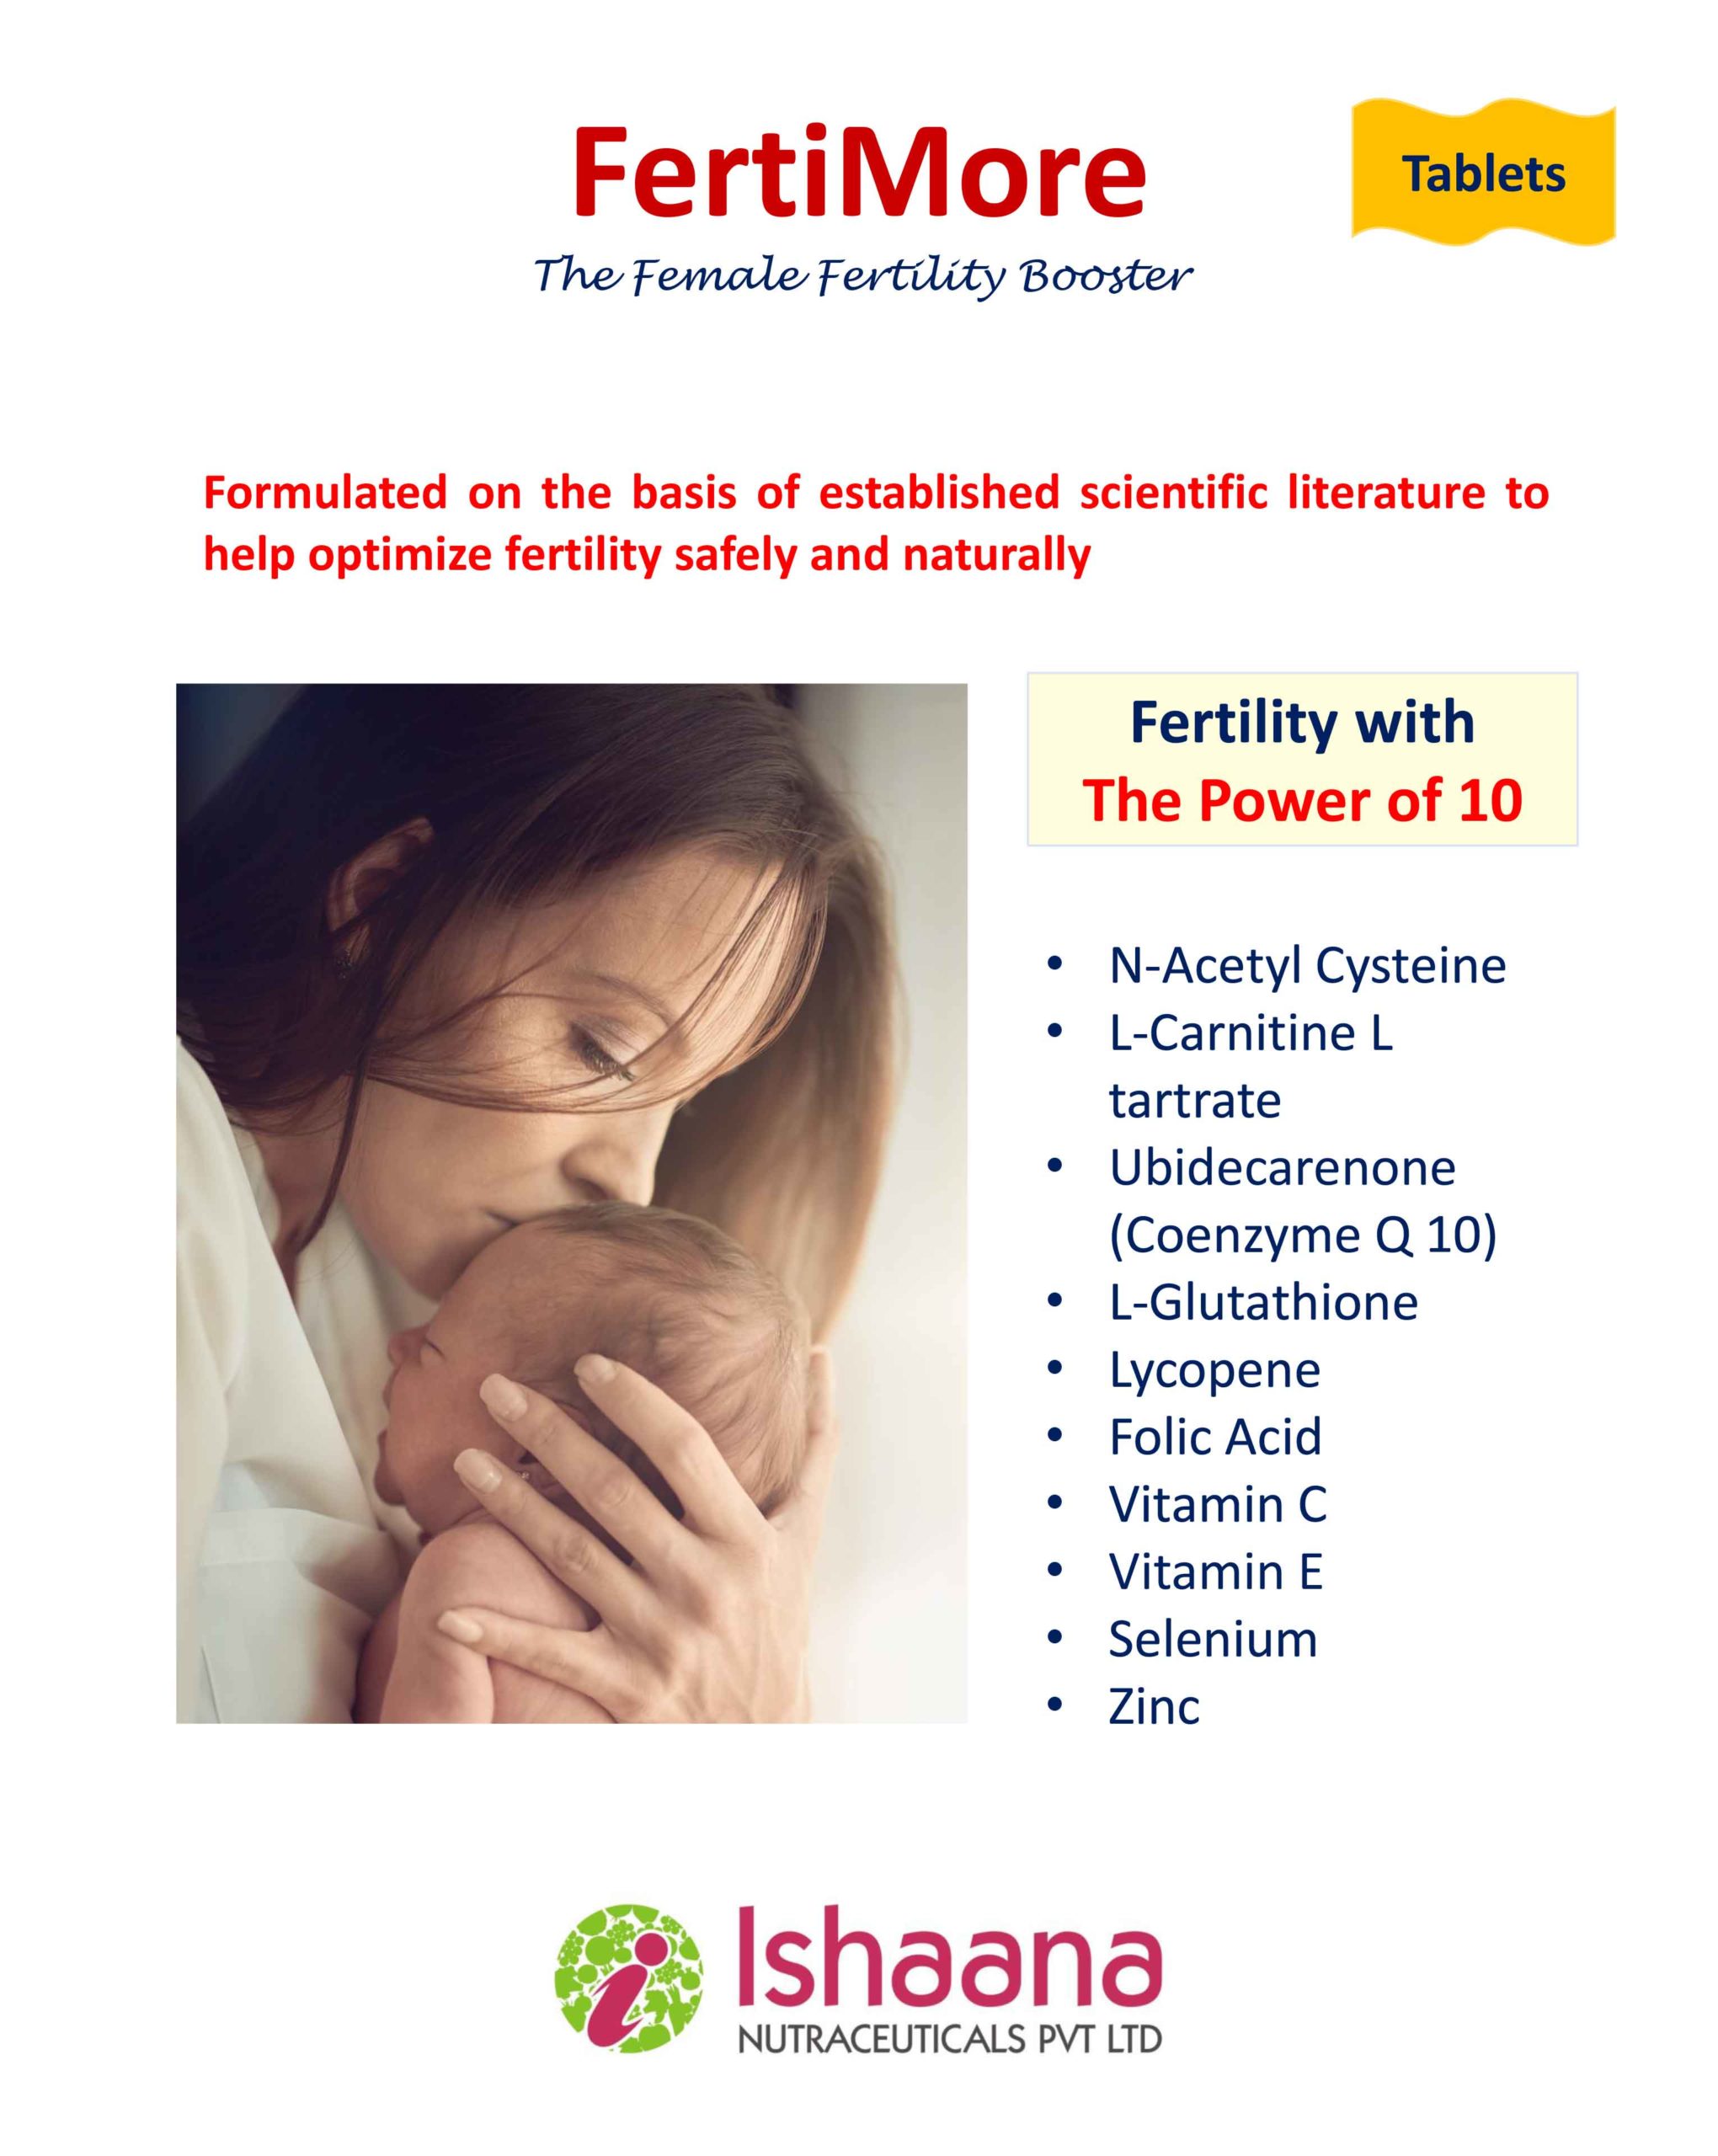 FertiMore
Tablets
The Female Fertility Booster
Formulated on the basis of established scientific literature to
help optimize fertility safely and naturally
Fertility with
The Power of 10
• N-Acetyl Cysteine
• L-Carnitine L
tartrate
• Ubidecarenone
(Coenzyme Q 10)
• L-Glutathione
• Lycopene
• Folic Acid
• Vitamin C
• Vitamin E
• Selenium
• Zinc
i Ishaana
NUTRACEUTICALS PVT LTD